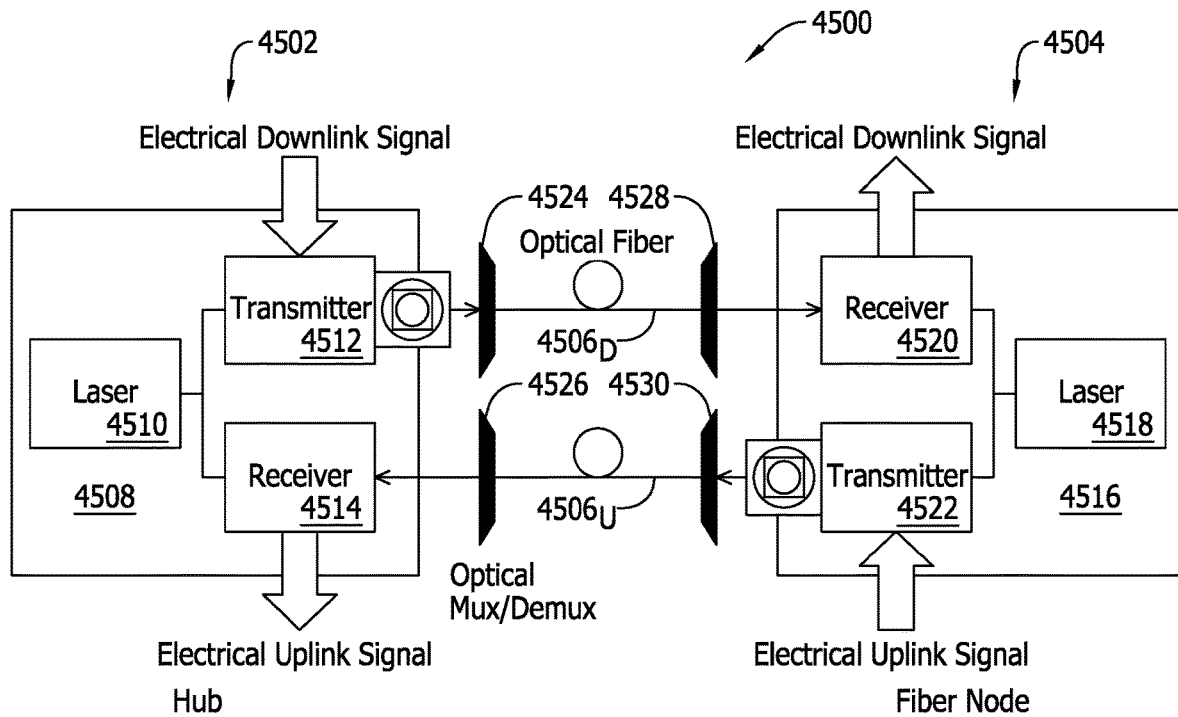 4502
4500
4504
Electrical Downlink Signal
Electrical Downlink Signal
4524
4528
Optical Fiber
Transmitter
4512
Receiver
4520
4506D
Laser
4510
4526
4530
Laser
4518
Receiver
4514
Transmitter
4522
4508
4506U
4516
Optical
Mux/Demux
Electrical Uplink Signal
Electrical Uplink Signal
Hub
Fiber Node